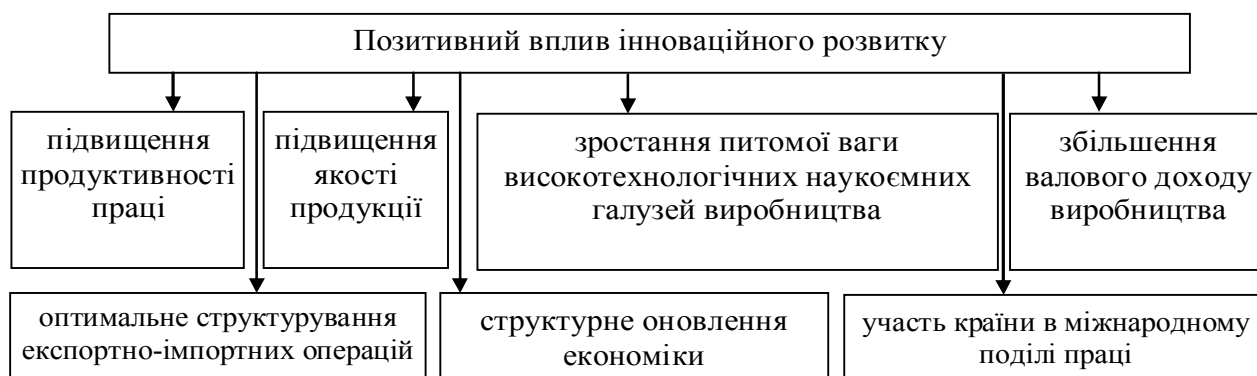 Позитивний вплив інноваційного розвитку
підвищення
продуктивності
праці
підвищення
якості
продукції
зростання питомої ваги
високотехнологічних наукоємних
галузей виробництва
збільшення
валового доходу
виробництва
оптимальне структурування
експортно-імпортних операцій
структурне оновлення
економіки
участь країни в міжнародному
поділі праці